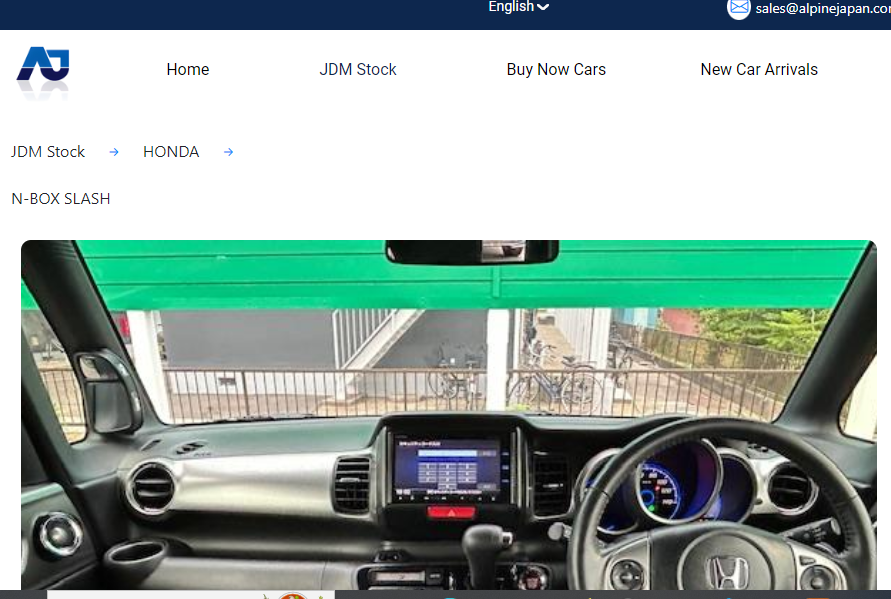 English
sales@alpinejapan.co
Home
JDM Stock
Buy Now Cars
New Car Arrivals
JDM Stock
HONDA
N-BOX SLASH